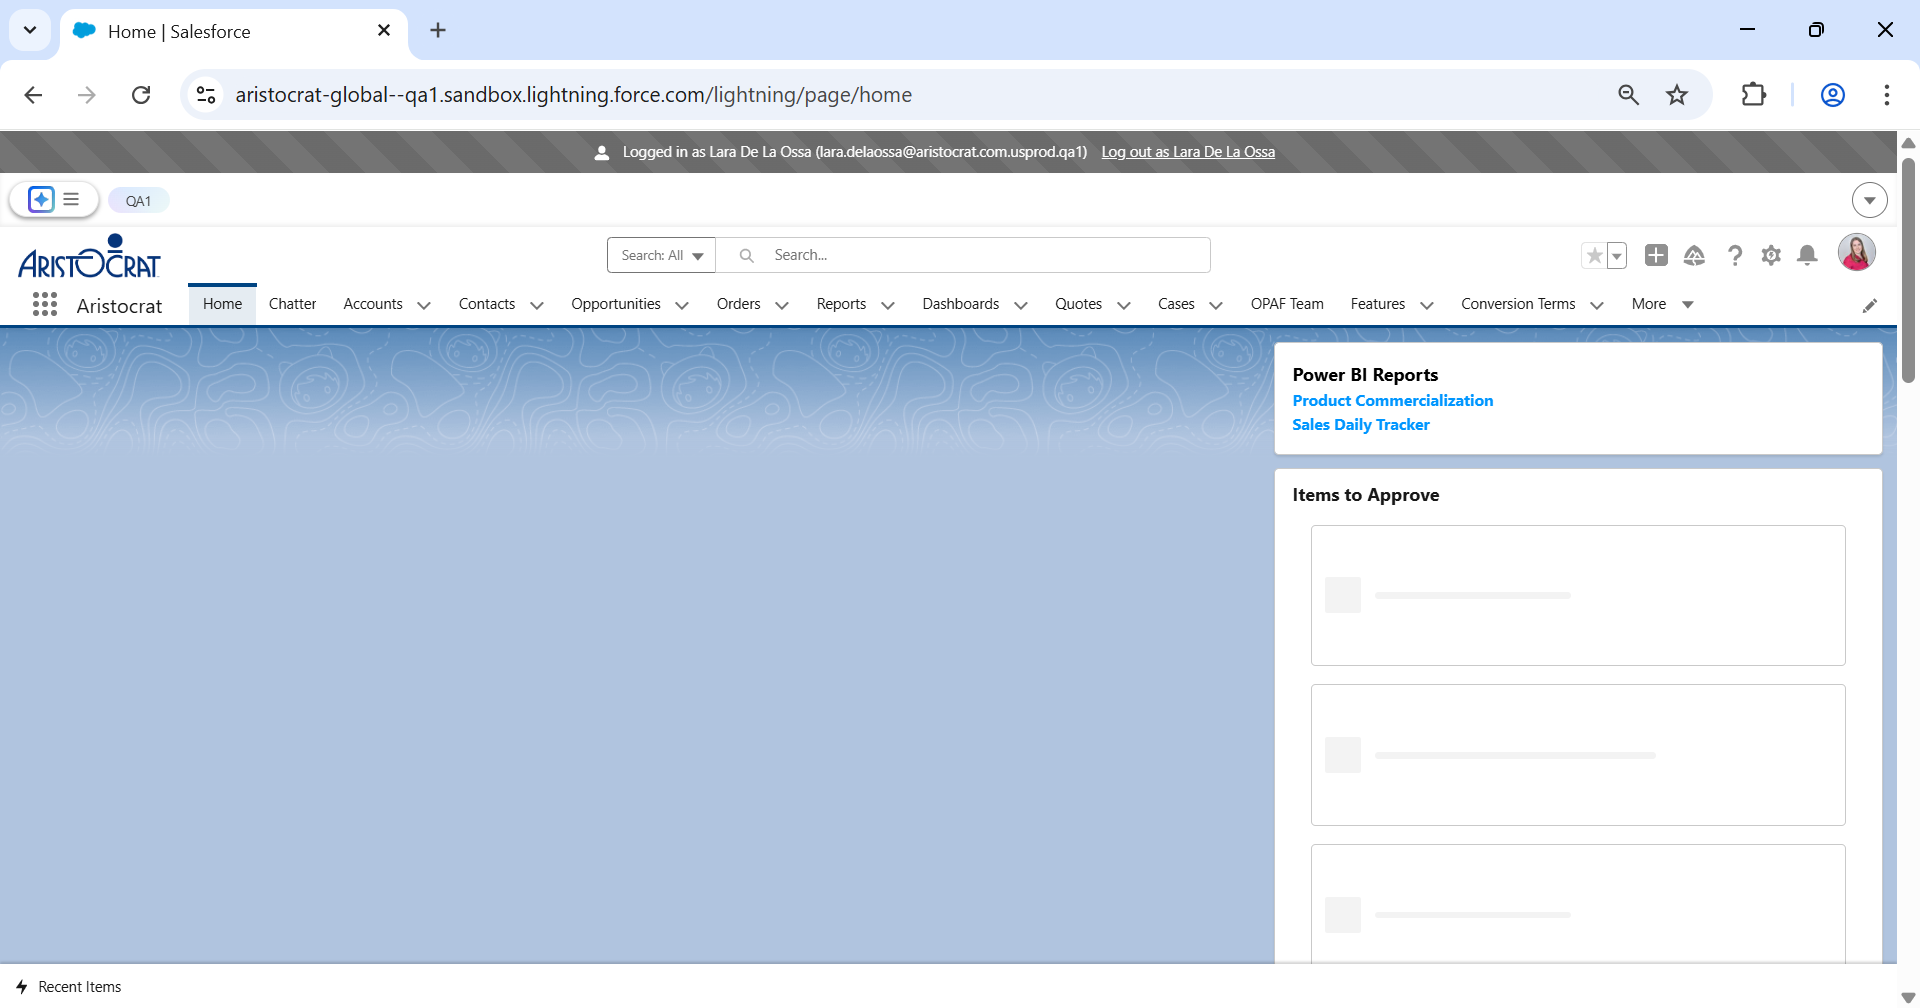 Home | Salesforce
aristocrat-global--qa1.sandbox.lightning.force.com/lightning/page/home
Logged in as Lara De La Ossa (lara.delaossa@aristocrat.com.usprod.qa1) Log out as Lara De La Ossa
QA1
ARISTOCRAT
Search: All Search...
Aristocrat Home Chatter Accounts Contacts Opportunities Orders Reports Dashboards Quotes Cases OPAF Team Features Conversion Terms More
Power BI Reports
Product Commercialization
Sales Daily Tracker
Items to Approve
Recent Items